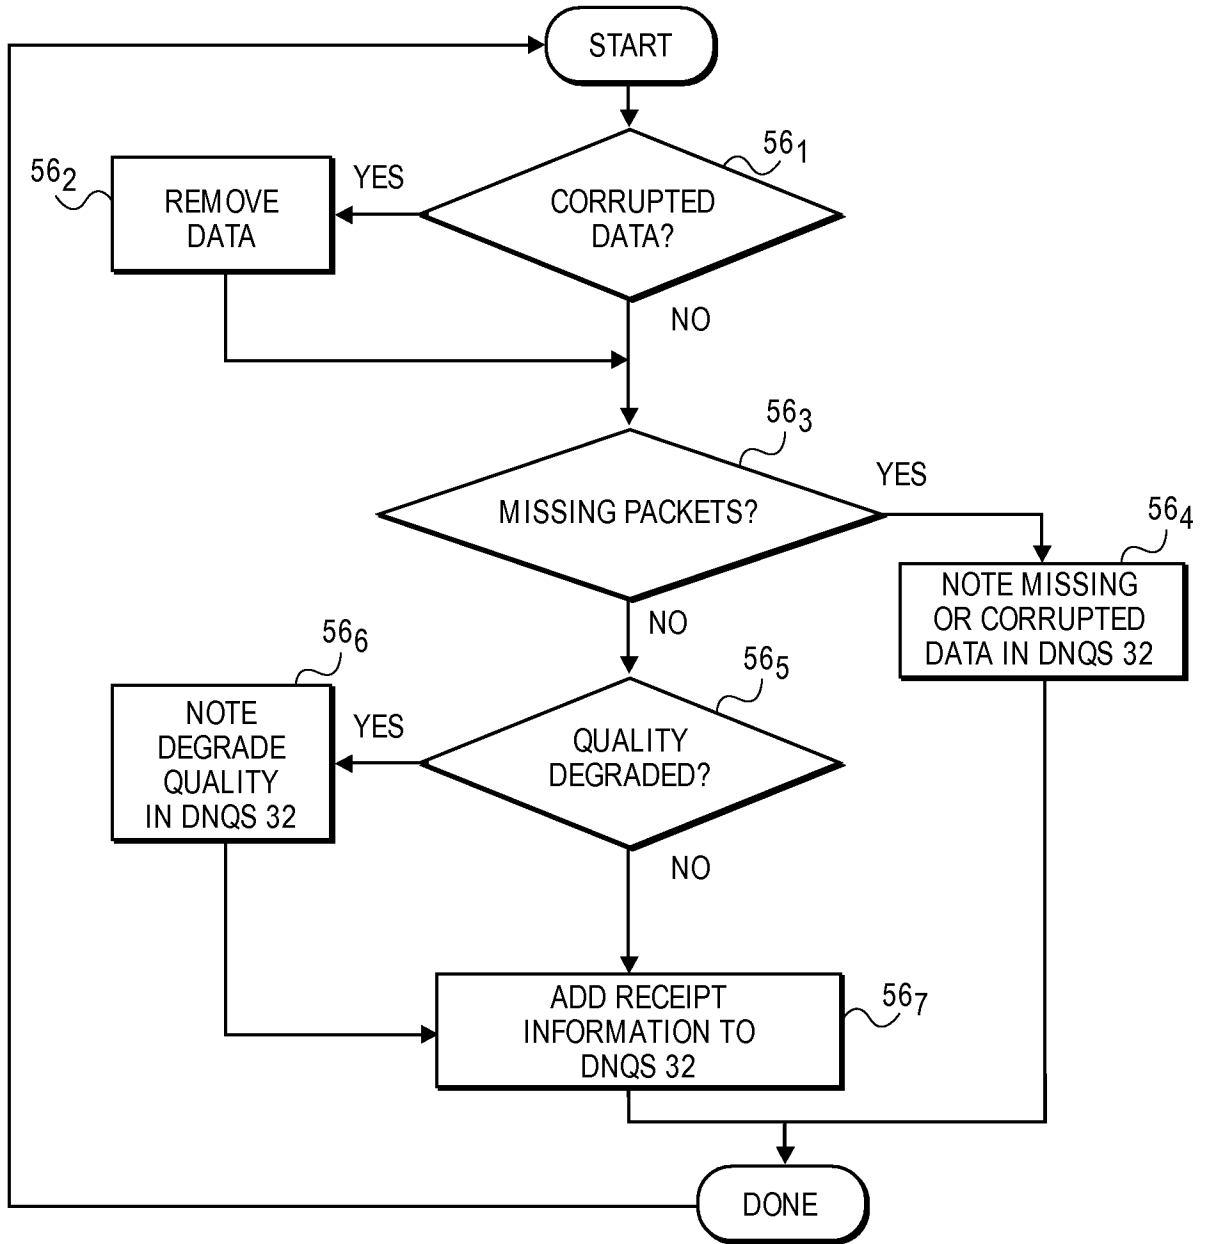 START
56₁
CORRUPTED
DATA?
YES
56₂
REMOVE
DATA
NO
56₃
MISSING PACKETS?
YES
56₄
NOTE MISSING
OR CORRUPTED
DATA IN DNQS 32
NO
56₅
QUALITY
DEGRADED?
YES
56₆
NOTE
DEGRADE
QUALITY
IN DNQS 32
NO
ADD RECEIPT
INFORMATION TO
DNQS 32
56₇
DONE